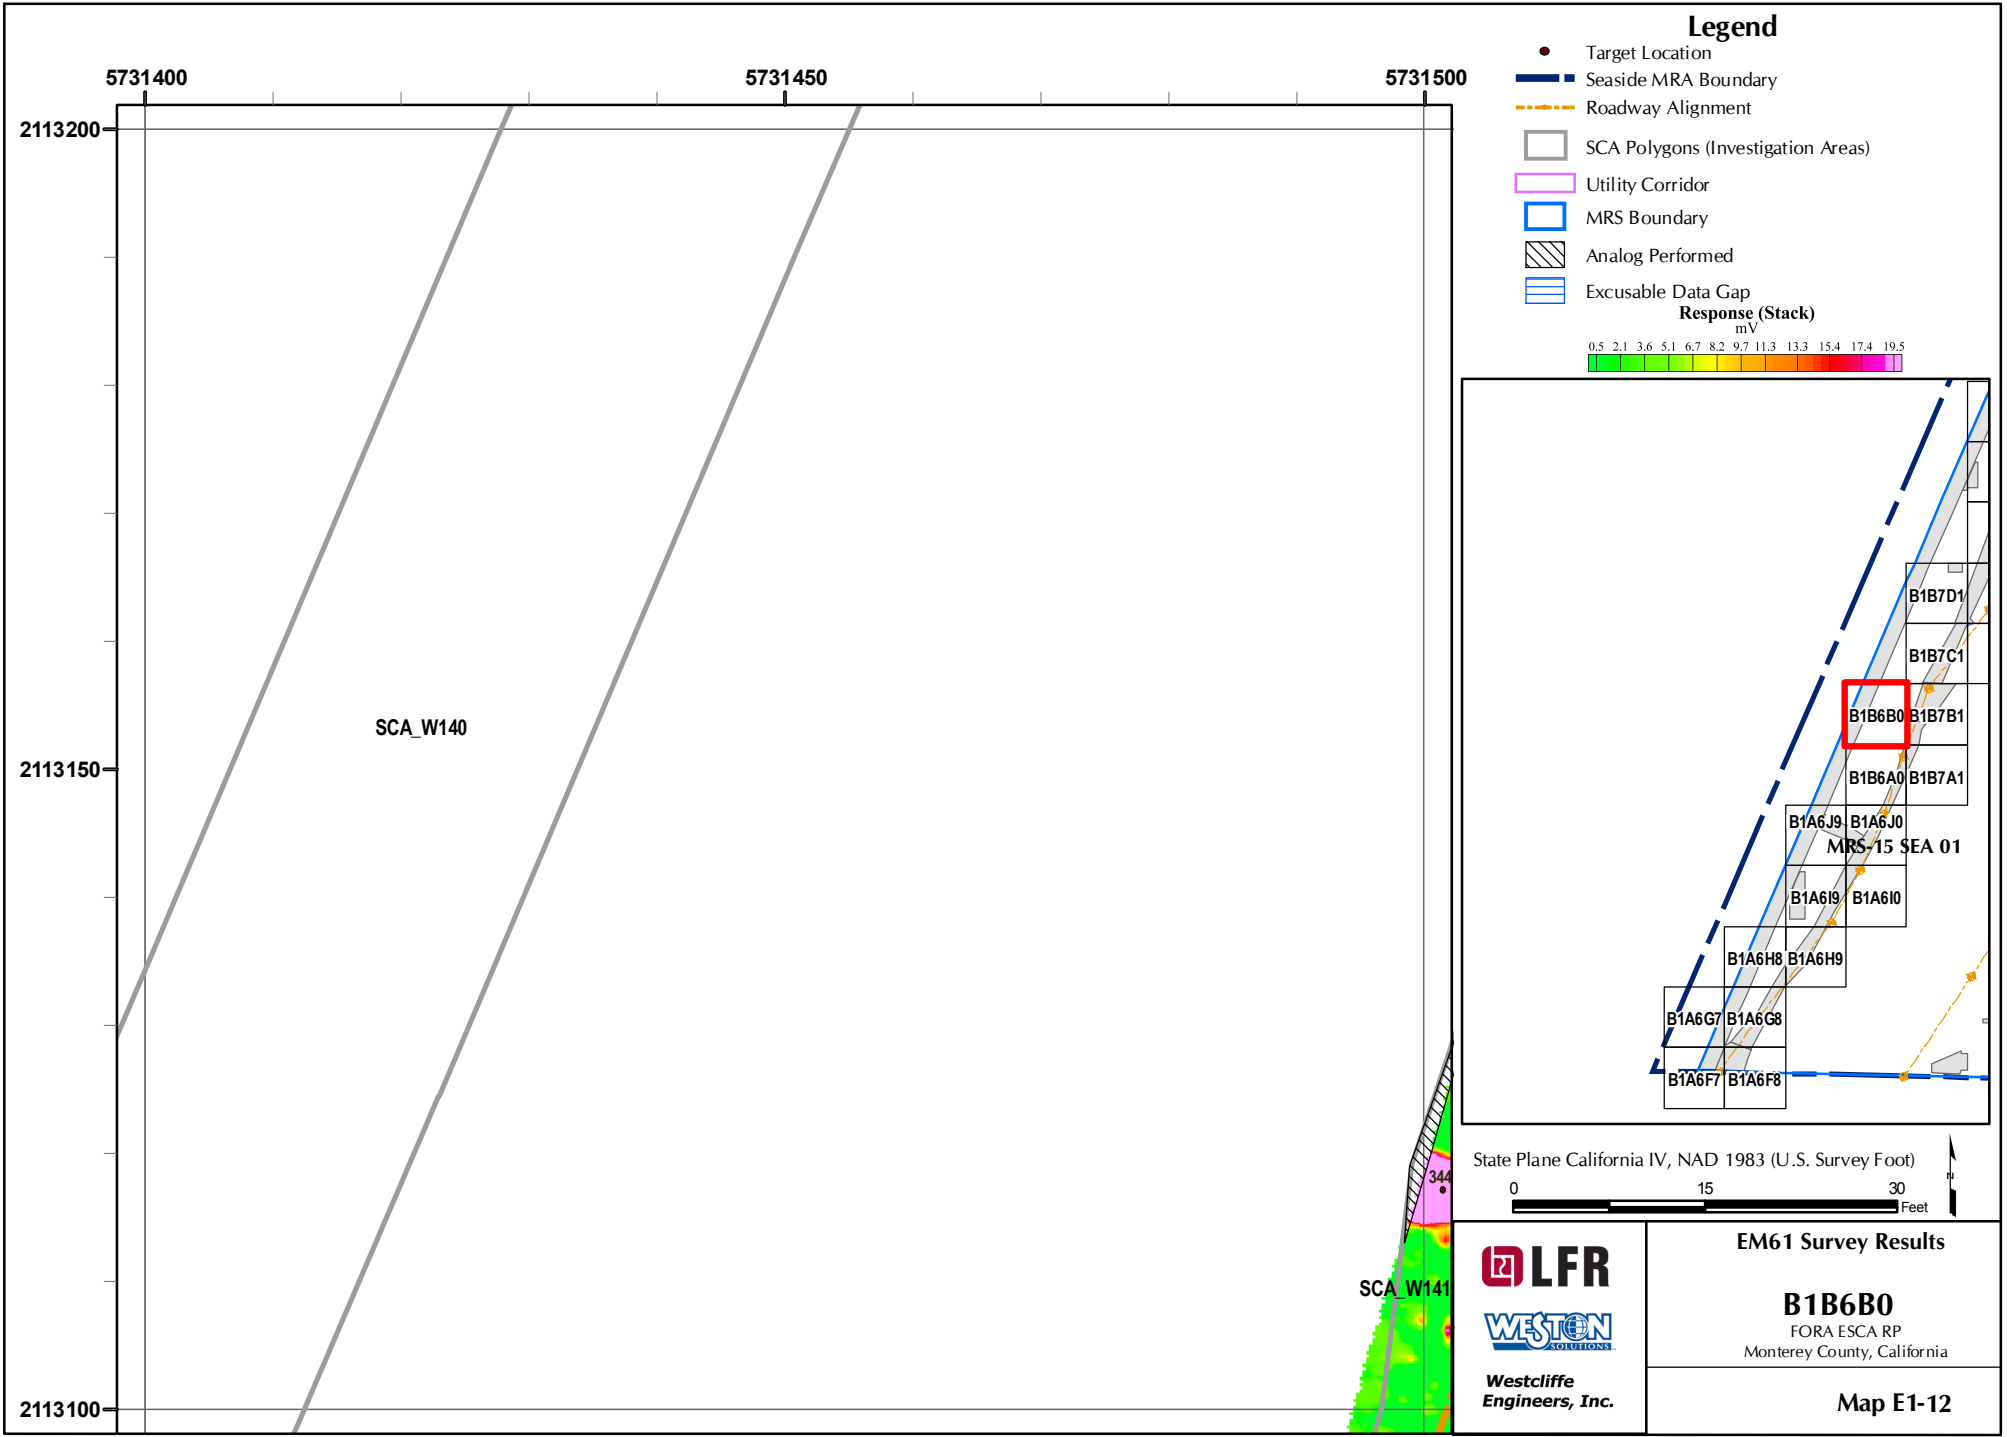 Legend
Target Location
Seaside MRA Boundary
Roadway Alignment
SCA Polygons (Investigation Areas)
Utility Corridor
MRS Boundary
Analog Performed
Excusable Data Gap
Response (Stack)
mV
0.5 2.1 3.6 5.1 6.7 8.2 9.7 11.3 13.3 15.4 17.4 19.5
5731400 5731450 5731500
2113200
2113150
2113100
SCA_W140
344
SCA_W141
B1B7D1
B1B7C1
B1B6B0 B1B7B1
B1B6A0 B1B7A1
B1A6J9 B1A6J0
MRS-15 SEA 01
B1A6I9 B1A6I0
B1A6H8 B1A6H9
B1A6G7 B1A6G8
B1A6F7 B1A6F8
State Plane California IV, NAD 1983 (U.S. Survey Foot)
0 15 30
Feet
N
LFR
WESTON
SOLUTIONS
Westcliffe
Engineers, Inc.
EM61 Survey Results
B1B6B0
FORA ESCA RP
Monterey County, California
Map E1-12